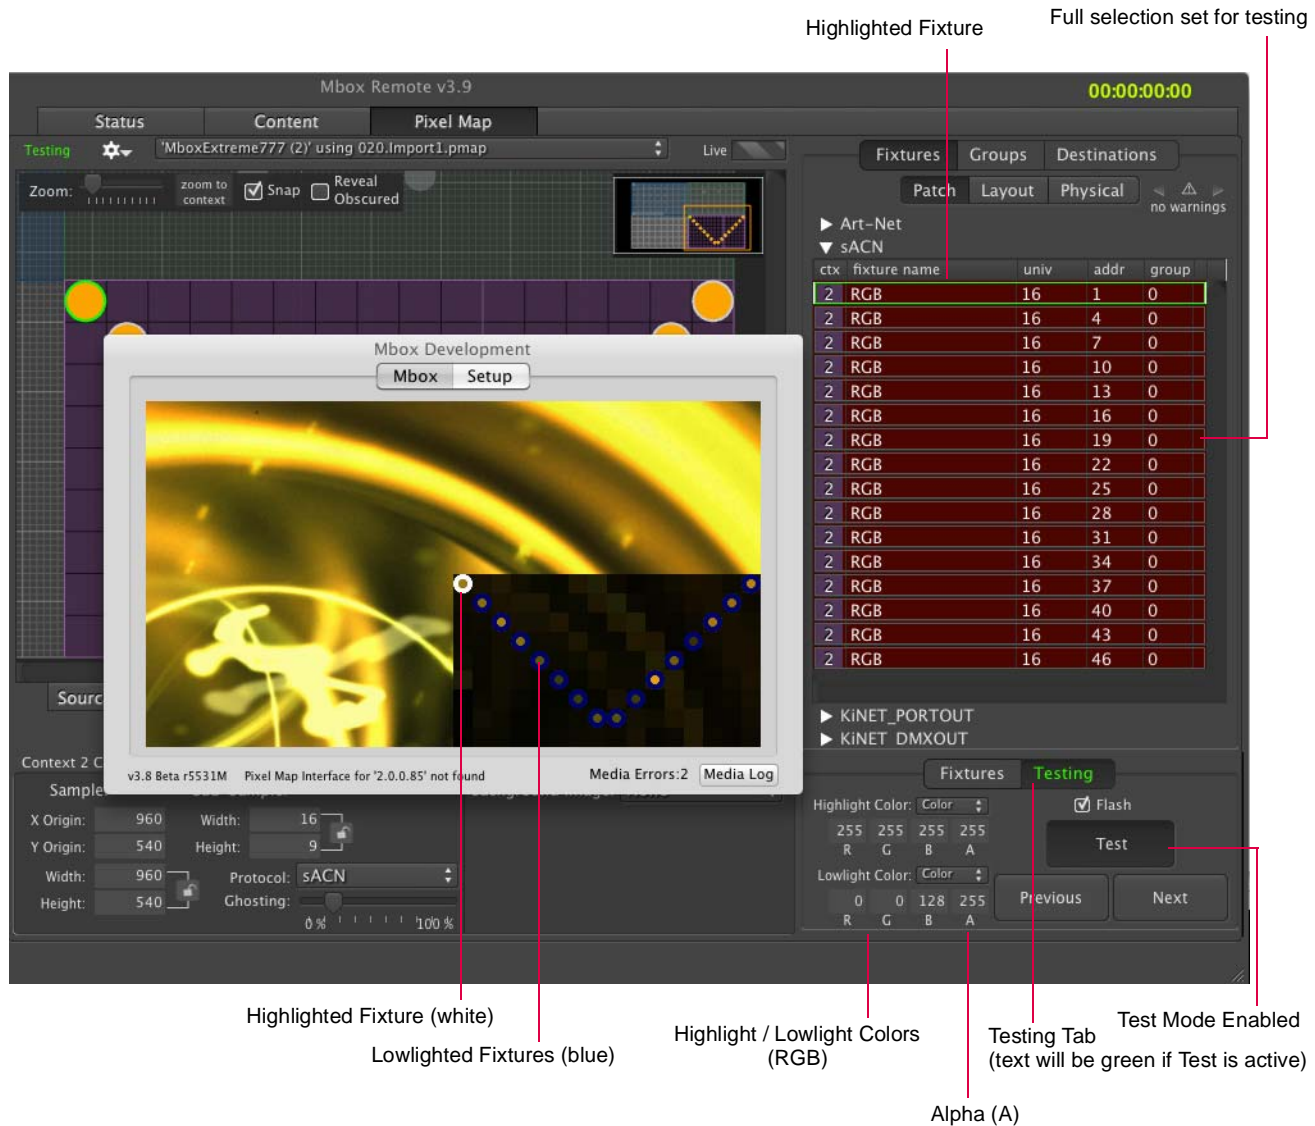 Full selection set for testing
Highlighted Fixture
Mbox Remote v3.9
00:00:00:00
Status Content Pixel Map
Testing 'MboxExtreme777 (2)' using 020.Import1.pmap Live
Zoom: zoom to context Snap Reveal Obscured
Fixtures Groups Destinations
Patch Layout Physical no warnings
Art-Net
sACN
ctx fixture name univ addr group
2 RGB 16 1 0
2 RGB 16 4 0
2 RGB 16 7 0
2 RGB 16 10 0
2 RGB 16 13 0
2 RGB 16 16 0
2 RGB 16 19 0
2 RGB 16 22 0
2 RGB 16 25 0
2 RGB 16 28 0
2 RGB 16 31 0
2 RGB 16 34 0
2 RGB 16 37 0
2 RGB 16 40 0
2 RGB 16 43 0
2 RGB 16 46 0
KiNET_PORTOUT
KiNET DMXOUT
Mbox Development
Mbox Setup
v3.8 Beta r5531M Pixel Map Interface for '2.0.0.85' not found Media Errors:2 Media Log
Sourc
Context 2 C
Sample
X Origin: 960 Width: 16
Y Origin: 540 Height: 9
Width: 960 Protocol: sACN
Height: 540 Ghosting:
0 % 100 %
Fixtures Testing
Highlight Color: Color Flash
255 255 255 255
R G B A
Test
Lowlight Color: Color
0 0 128 255
R G B A
Previous Next
Highlighted Fixture (white)
Lowlighted Fixtures (blue)
Highlight / Lowlight Colors
(RGB)
Alpha (A)
Testing Tab
(text will be green if Test is active)
Test Mode Enabled